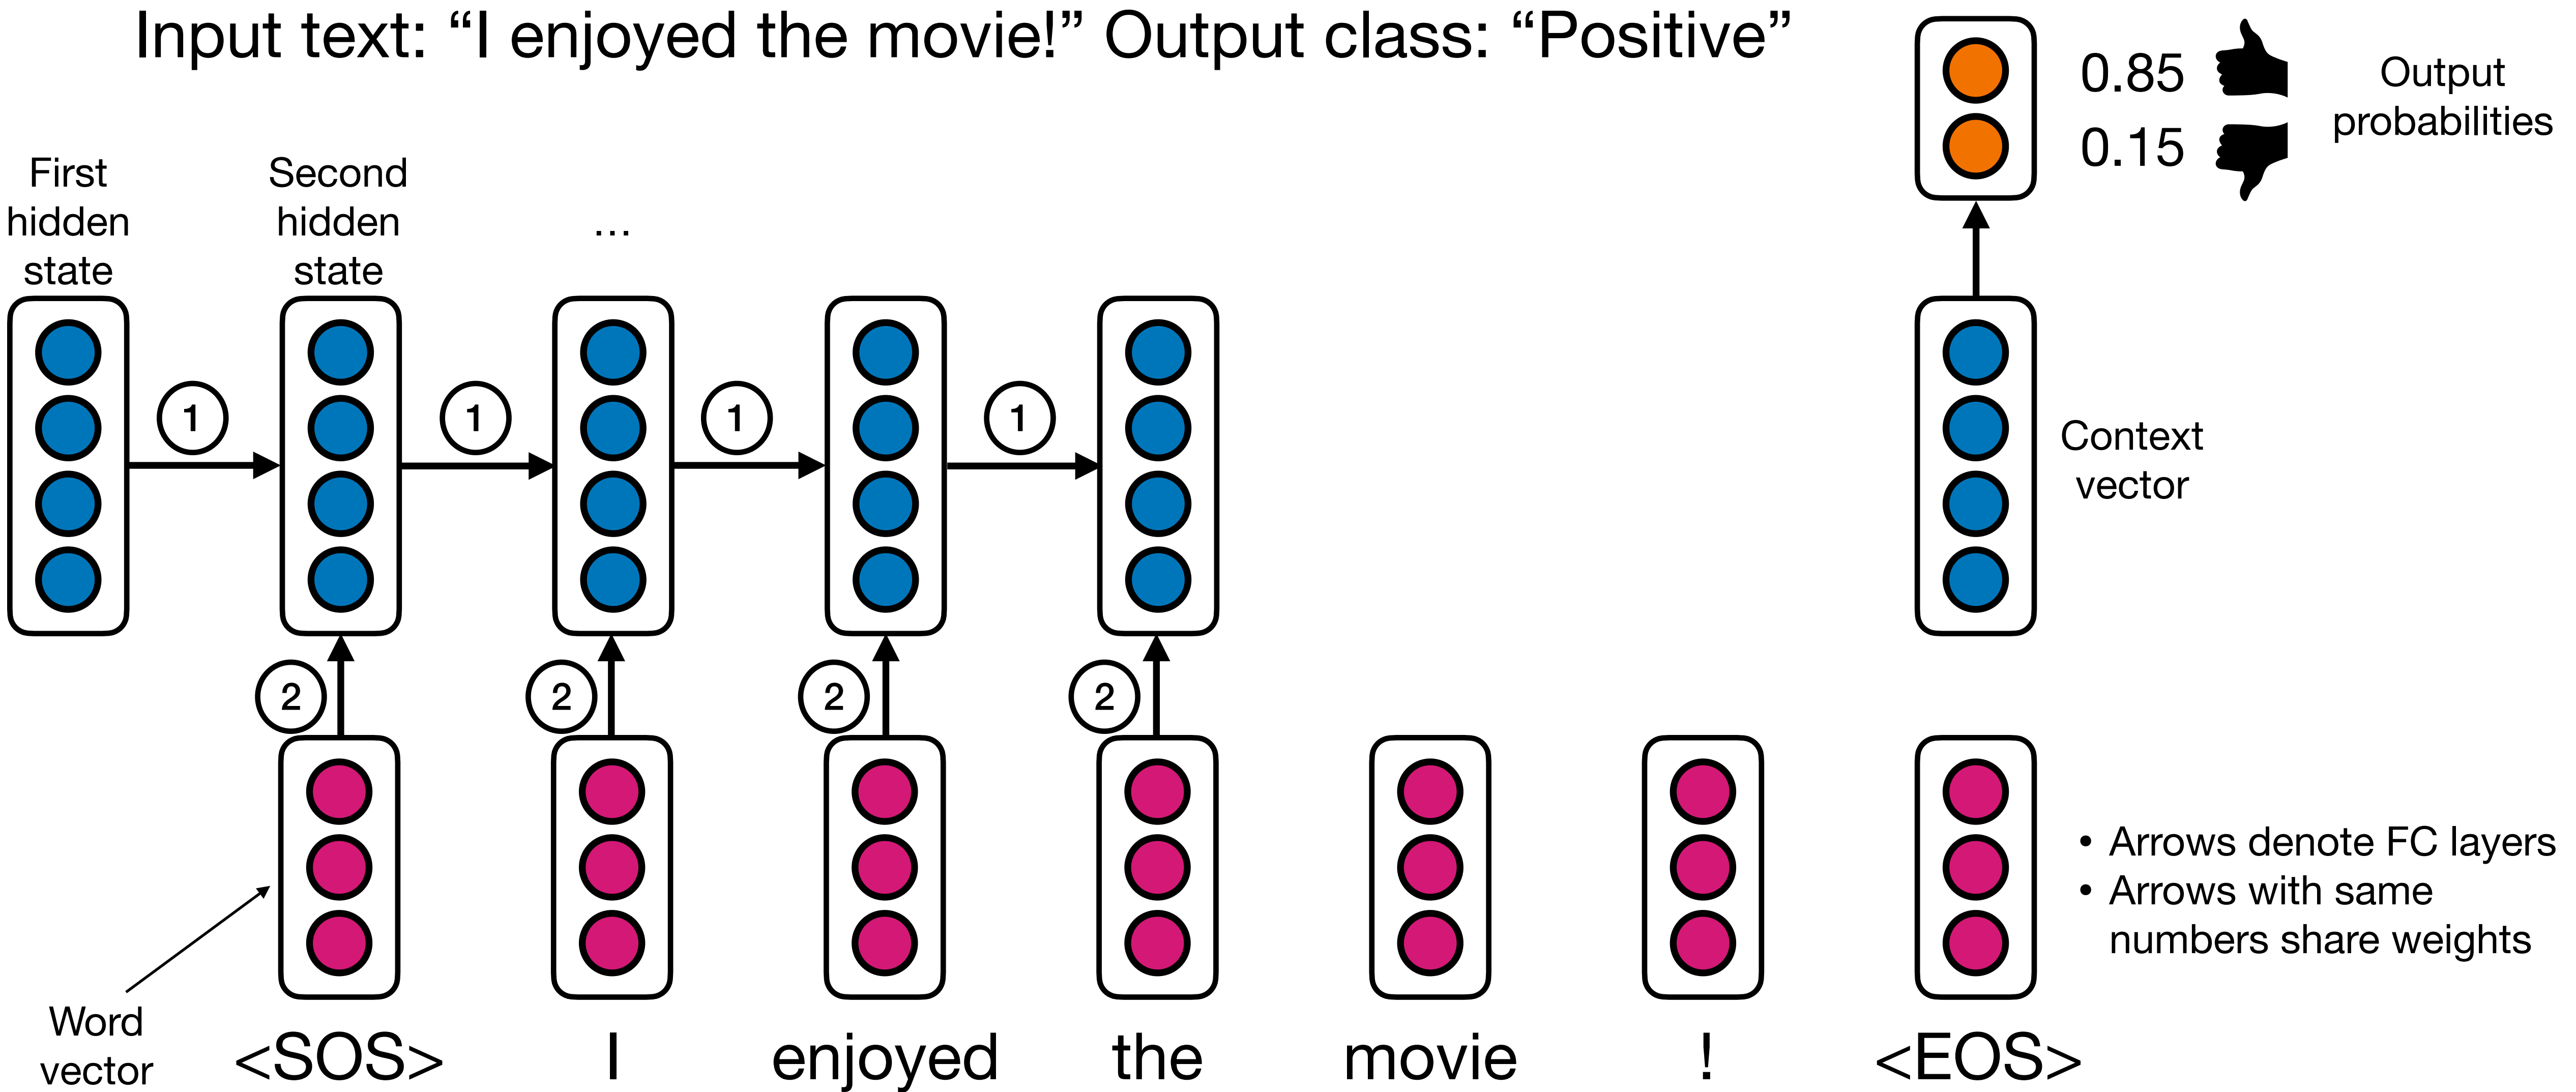 Input text: “I enjoyed the movie!” Output class: “Positive”
0.85
0.15
Output
probabilities
First
hidden
state
Second
hidden
state
...
1
1
1
1
Context
vector
2
2
2
2
• Arrows denote FC layers
• Arrows with same
numbers share weights
Word
vector
<SOS> I enjoyed the movie ! <EOS>